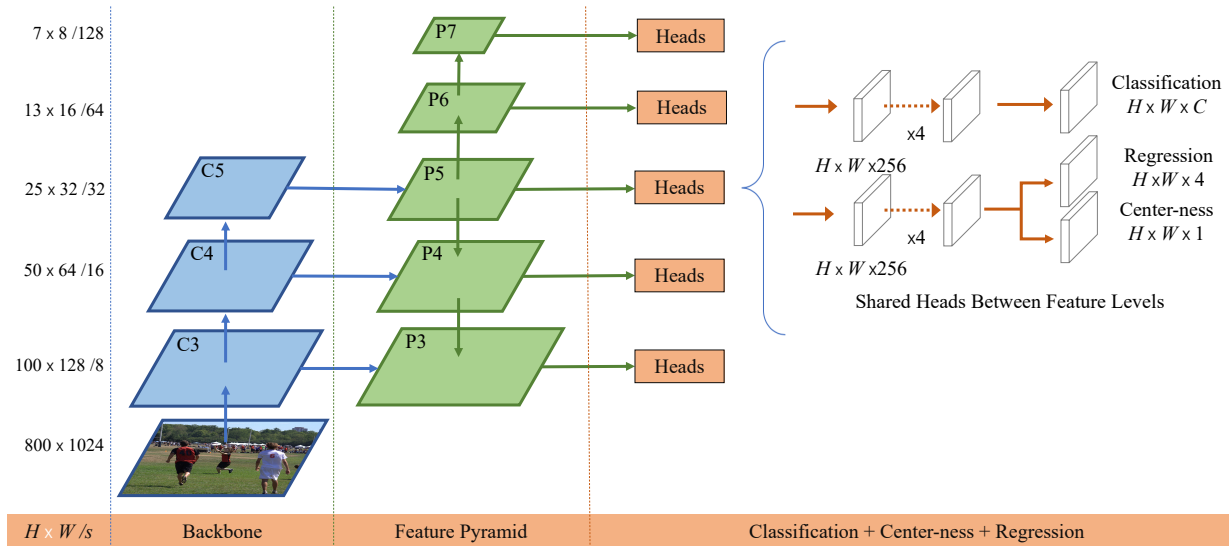 7 x 8 /128
13 x 16 /64
25 x 32 /32
50 x 64 /16
100 x 128 /8
800 x 1024
C5
C4
C3
P7
P6
P5
P4
P3
Heads
Heads
Heads
Heads
Heads
x4
H x W x256
x4
H x W x256
Classification
H x W x C
Regression
H x W x 4
Center-ness
H x W x 1
Shared Heads Between Feature Levels
H x W /s
Backbone
Feature Pyramid
Classification + Center-ness + Regression